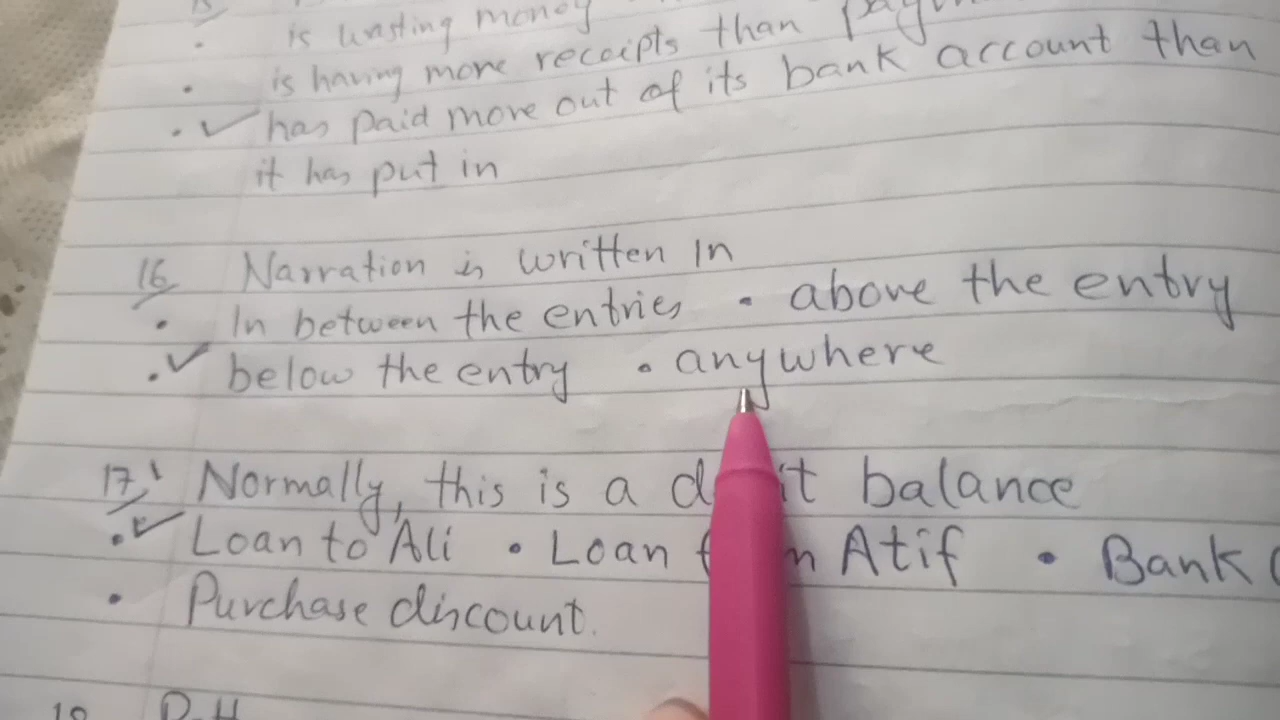 15
is wasting money
is having more receipts than
✓ has paid more out of its bank account than
it has put in
16 Narration is written In
• In between the entries • above the entry
• ✓ below the entry • anywhere
17, Normally, this is a balance
• ✓ Loan to Ali • Loan Atif • Bank
• Purchase discount.
18